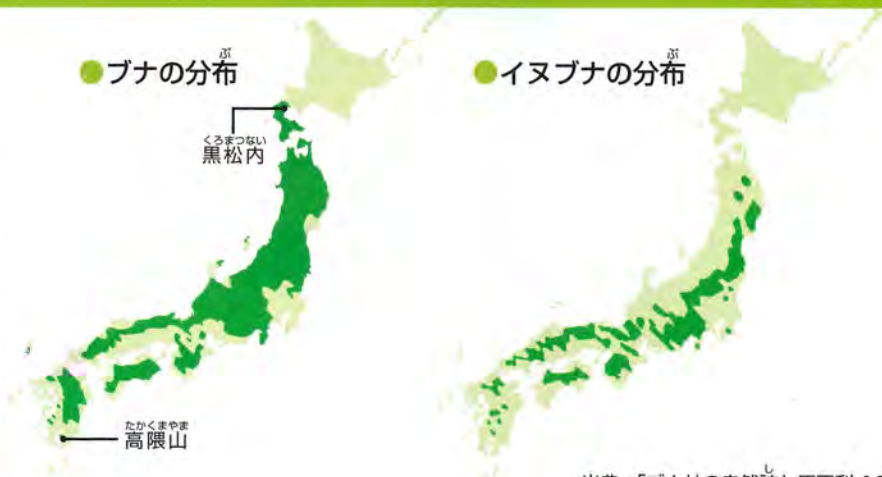 ●ブナの分布
ぶ
くろまつない
黒松内
たかくまやま
高隈山
●イヌブナの分布
ぶ